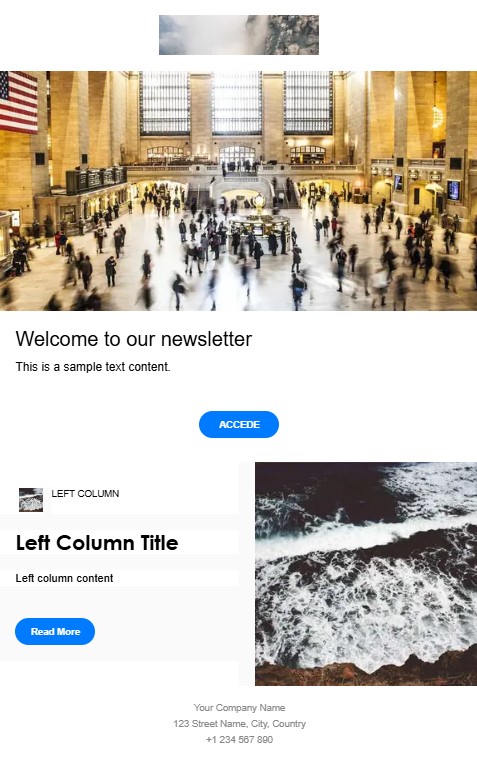 Welcome to our newsletter
This is a sample text content.
ACCEDE
LEFT COLUMN
Left Column Title
Left column content
Read More
Your Company Name
123 Street Name, City, Country
+1 234 567 890